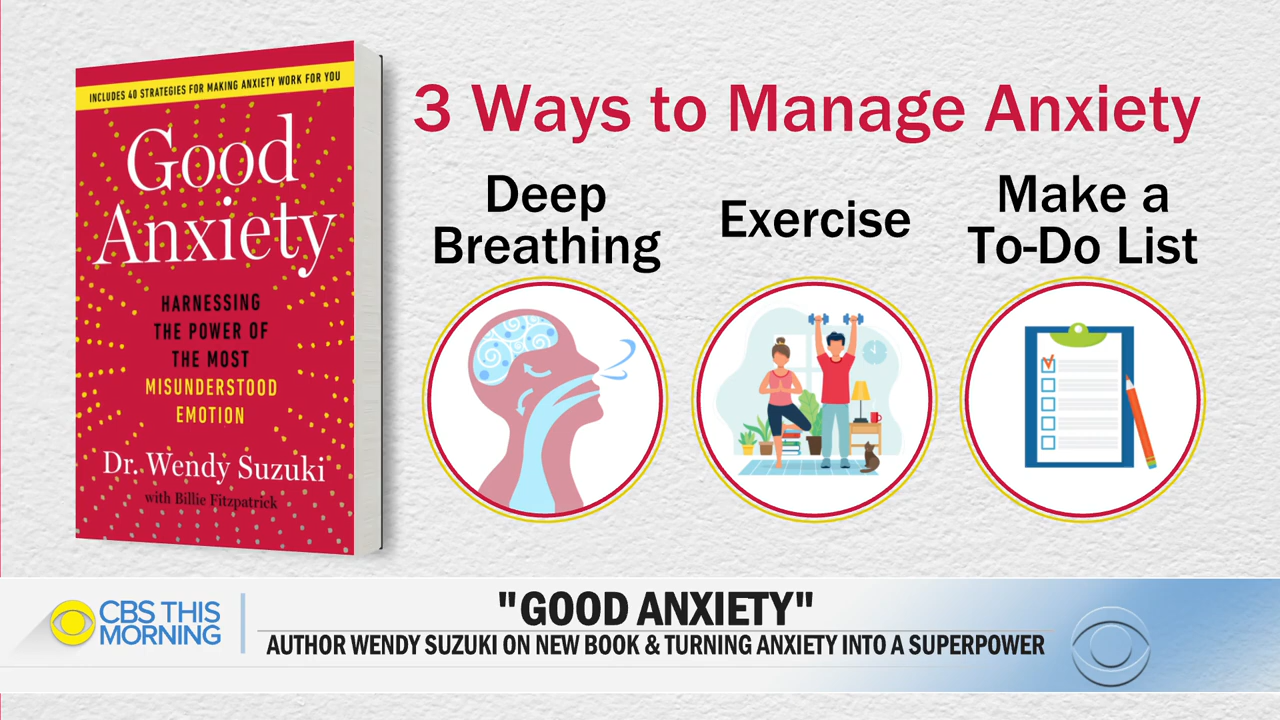 INCLUDES 40 STRATEGIES FOR MAKING ANXIETY WORK FOR YOU
Good
Anxiety
HARNESSING
THE POWER OF
THE MOST
MISUNDERSTOOD
EMOTION
Dr. Wendy Suzuki
with Billie Fitzpatrick
3 Ways to Manage Anxiety
Deep
Breathing
Exercise
Make a
To-Do List
CBS THIS
MORNING
"GOOD ANXIETY"
AUTHOR WENDY SUZUKI ON NEW BOOK & TURNING ANXIETY INTO A SUPERPOWER